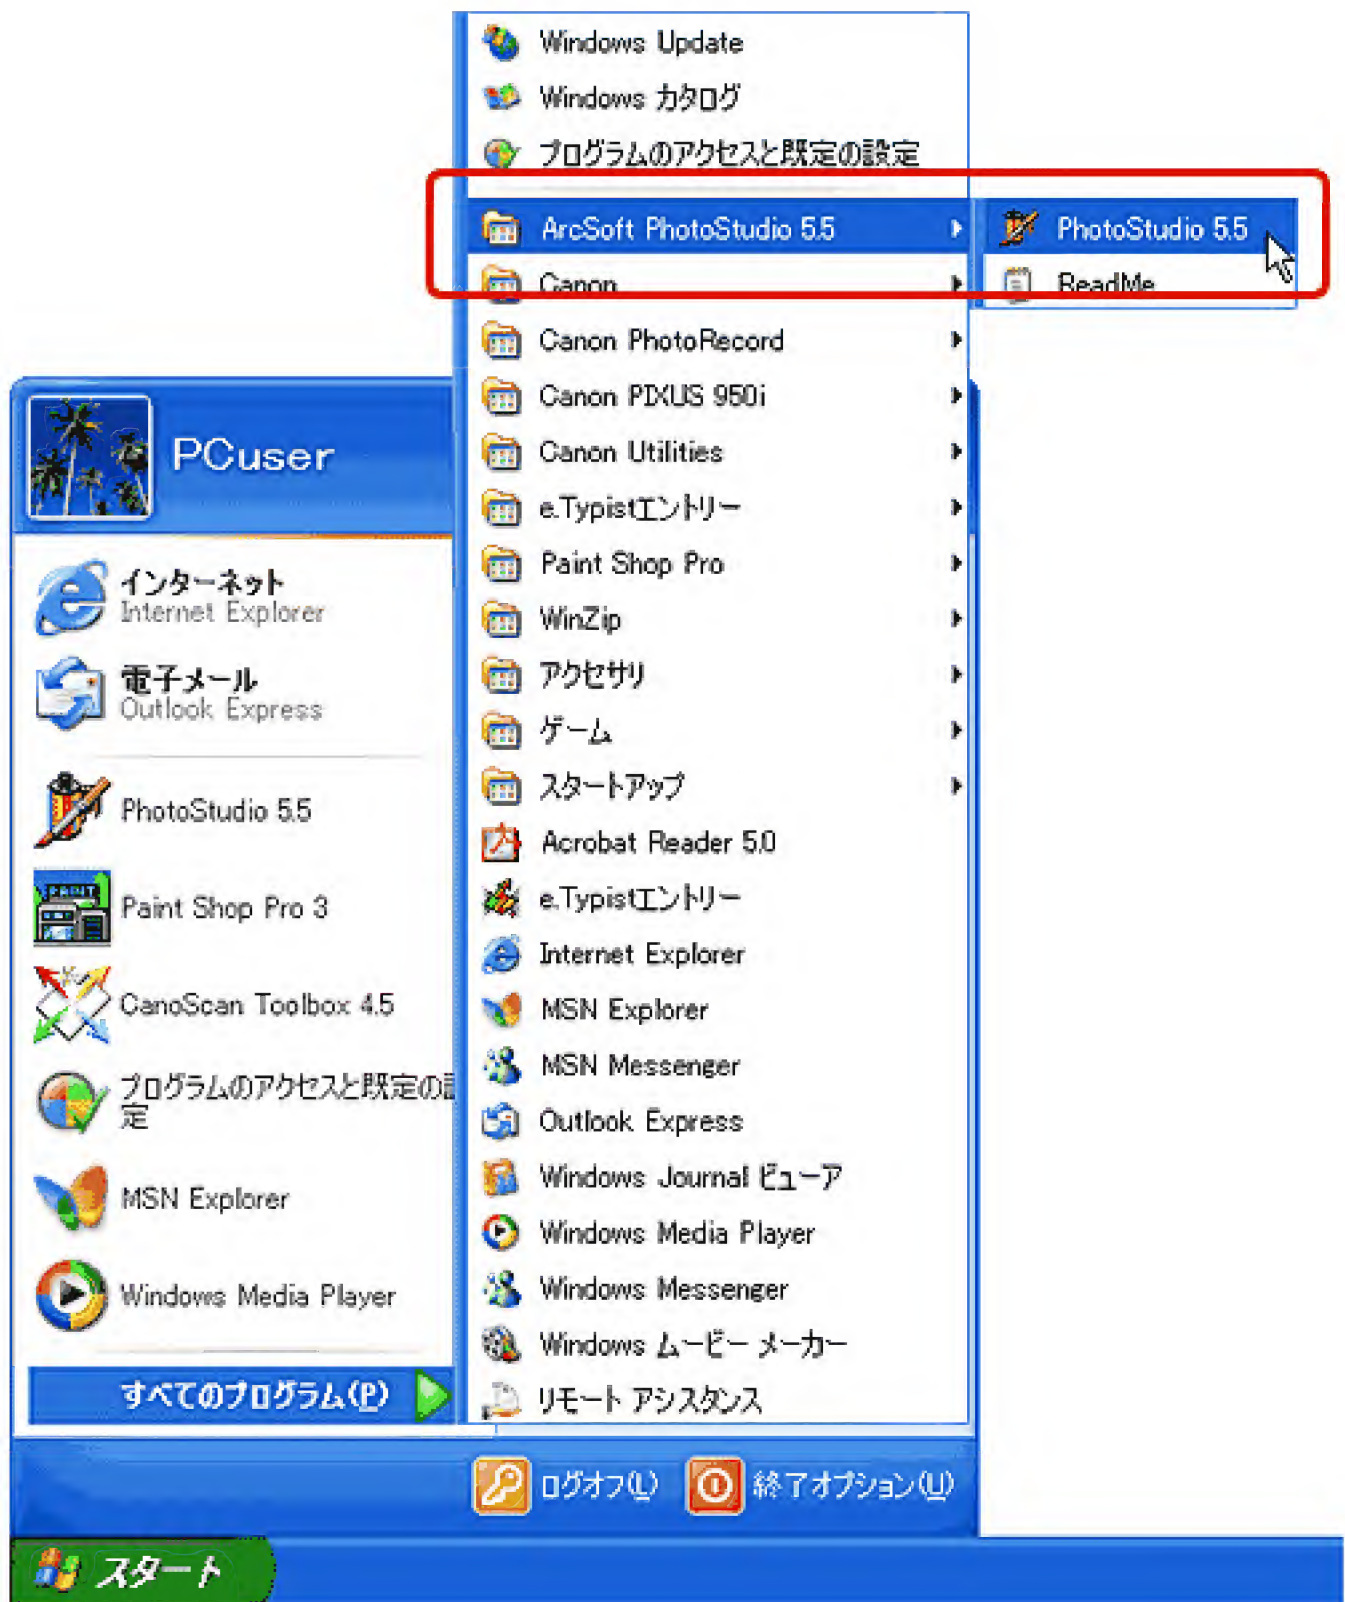 Windows Update
Windows カタログ
プログラムのアクセスと既定の設定
ArcSoft PhotoStudio 5.5
PhotoStudio 5.5
Canon
ReadMe
Canon PhotoRecord
Canon PIXUS 950i
Canon Utilities
e.Typistエントリー
Paint Shop Pro
WinZip
アクセサリ
ゲーム
スタートアップ
Acrobat Reader 5.0
e.Typistエントリー
Internet Explorer
MSN Explorer
MSN Messenger
Outlook Express
Windows Journal ビューア
Windows Media Player
Windows Messenger
Windows ムービー メーカー
リモート アシスタンス
PCuser
インターネット
Internet Explorer
電子メール
Outlook Express
PhotoStudio 5.5
PAINT
Paint Shop Pro 3
CanoScan Toolbox 4.5
プログラムのアクセスと既定の設
定
MSN Explorer
Windows Media Player
すべてのプログラム(P)
ログオフ(L)
終了オプション(U)
スタート